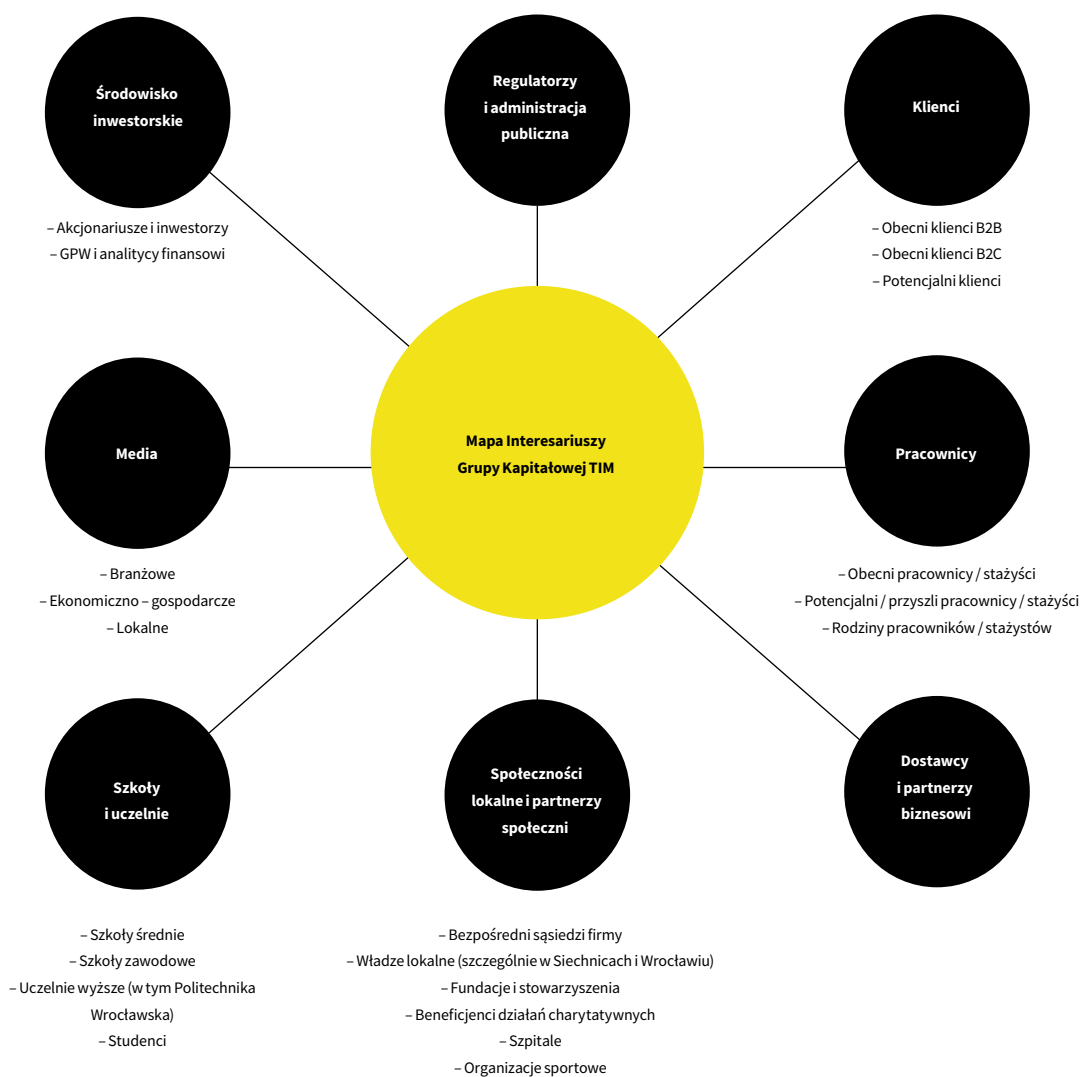 Środowisko
inwestorskie
– Akcjonariusze i inwestorzy
– GPW i analitycy finansowi
Regulatorzy
i administracja
publiczna
Klienci
– Obecni klienci B2B
– Obecni klienci B2C
– Potencjalni klienci
Media
– Branżowe
– Ekonomiczno – gospodarcze
– Lokalne
Mapa Interesariuszy
Grupy Kapitałowej TIM
Pracownicy
– Obecni pracownicy / stażyści
– Potencjalni / przyszli pracownicy / stażyści
– Rodziny pracowników / stażystów
Szkoły
i uczelnie
– Szkoły średnie
– Szkoły zawodowe
– Uczelnie wyższe (w tym Politechnika
Wrocławska)
– Studenci
Społeczności
lokalne i partnerzy
społeczni
– Bezpośredni sąsiedzi firmy
– Władze lokalne (szczególnie w Siechnicach i Wrocławiu)
– Fundacje i stowarzyszenia
– Beneficjenci działań charytatywnych
– Szpitale
– Organizacje sportowe
Dostawcy
i partnerzy
biznesowi